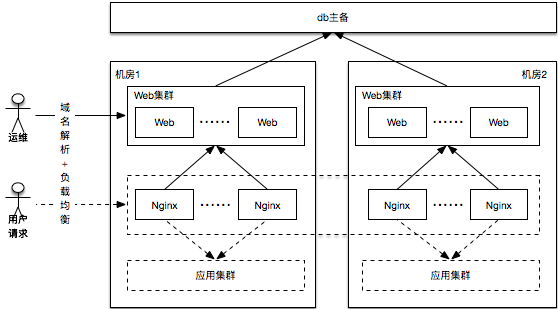 db主备
机房1
机房2
Web集群
Web ······ Web
Web集群
Web ······ Web
运维
域名解析+负载均衡
用户
请求
Nginx ······ Nginx
Nginx ······ Nginx
应用集群
应用集群